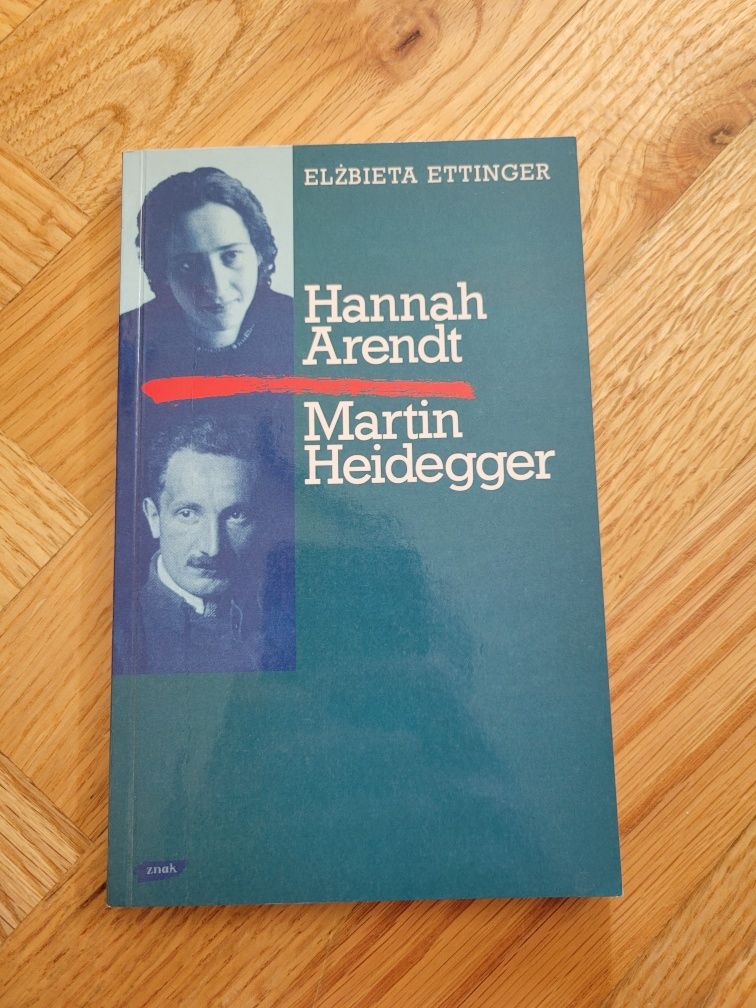 ELŻBIETA ETTINGER
Hannah
Arendt
Martin
Heidegger
znak